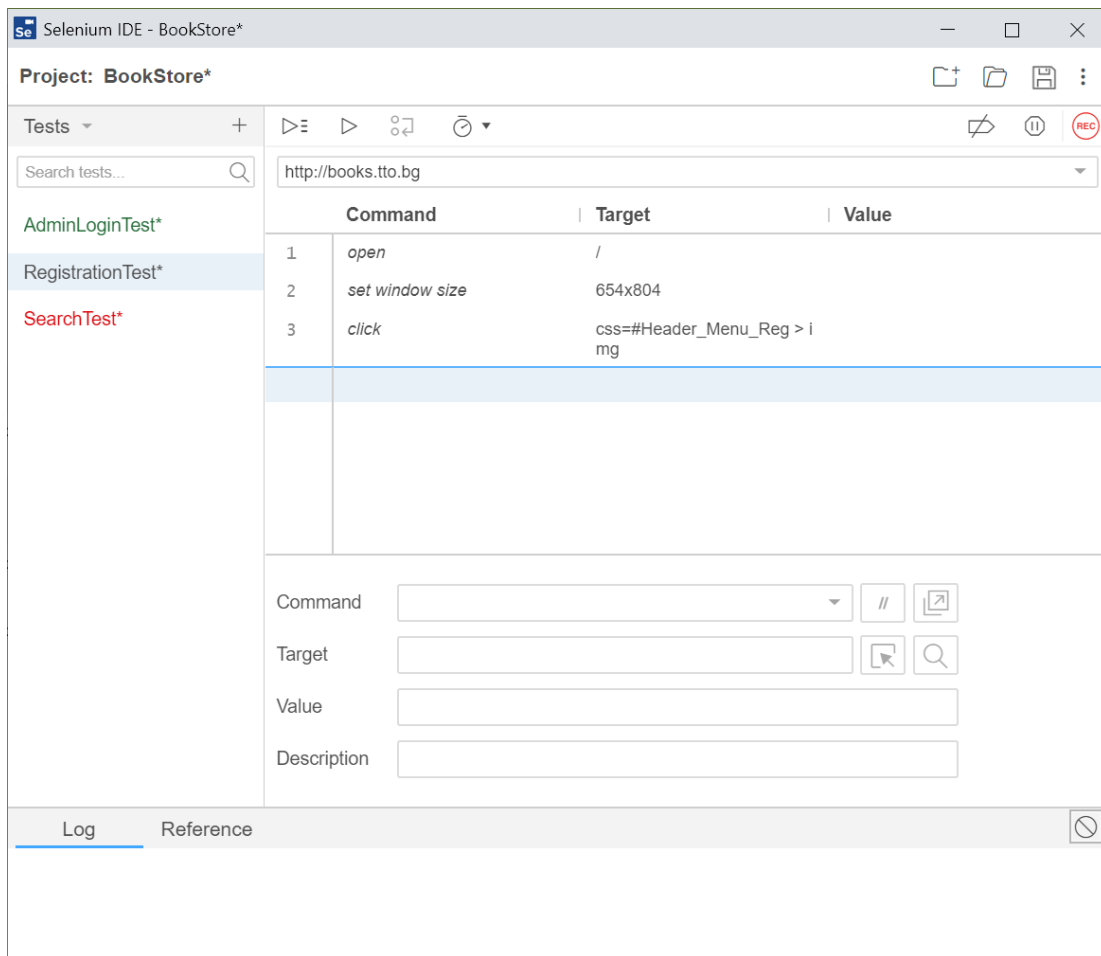 Se Selenium IDE - BookStore*
Project: BookStore*
Tests
REC
Search tests...
http://books.tto.bg
Command Target Value
AdminLoginTest*
1 open /
RegistrationTest*
2 set window size 654x804
SearchTest*
3 click css=#Header_Menu_Reg > i
mg
Command
//
Target
Value
Description
Log Reference